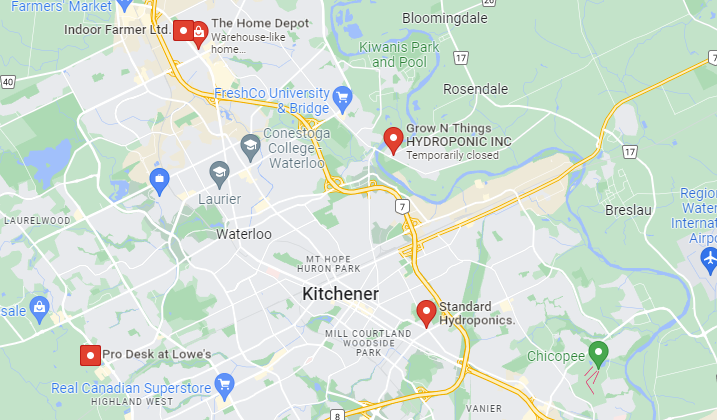 Farmers' Market
Bloomingdale
The Home Depot
Indoor Farmer Ltd.
Warehouse-like
home...
Kiwanis Park
and Pool
17
7
40
Rosendale
FreshCo University
& Bridge
Grow N Things
HYDROPONIC INC
Temporarily closed
Conestoga
College
Waterloo
17
Laurier
7
LAURELWOOD
Waterloo
Breslau
Regio
Water
Internat
Airpo
MT HOPE
HURON PARK
Kitchener
sale
Standard
Hydroponics.
MILL COURTLAND
WOODSIDE
PARK
Pro Desk at Lowe's
Chicopee
Real Canadian Superstore
HIGHLAND WEST
VANIER
8